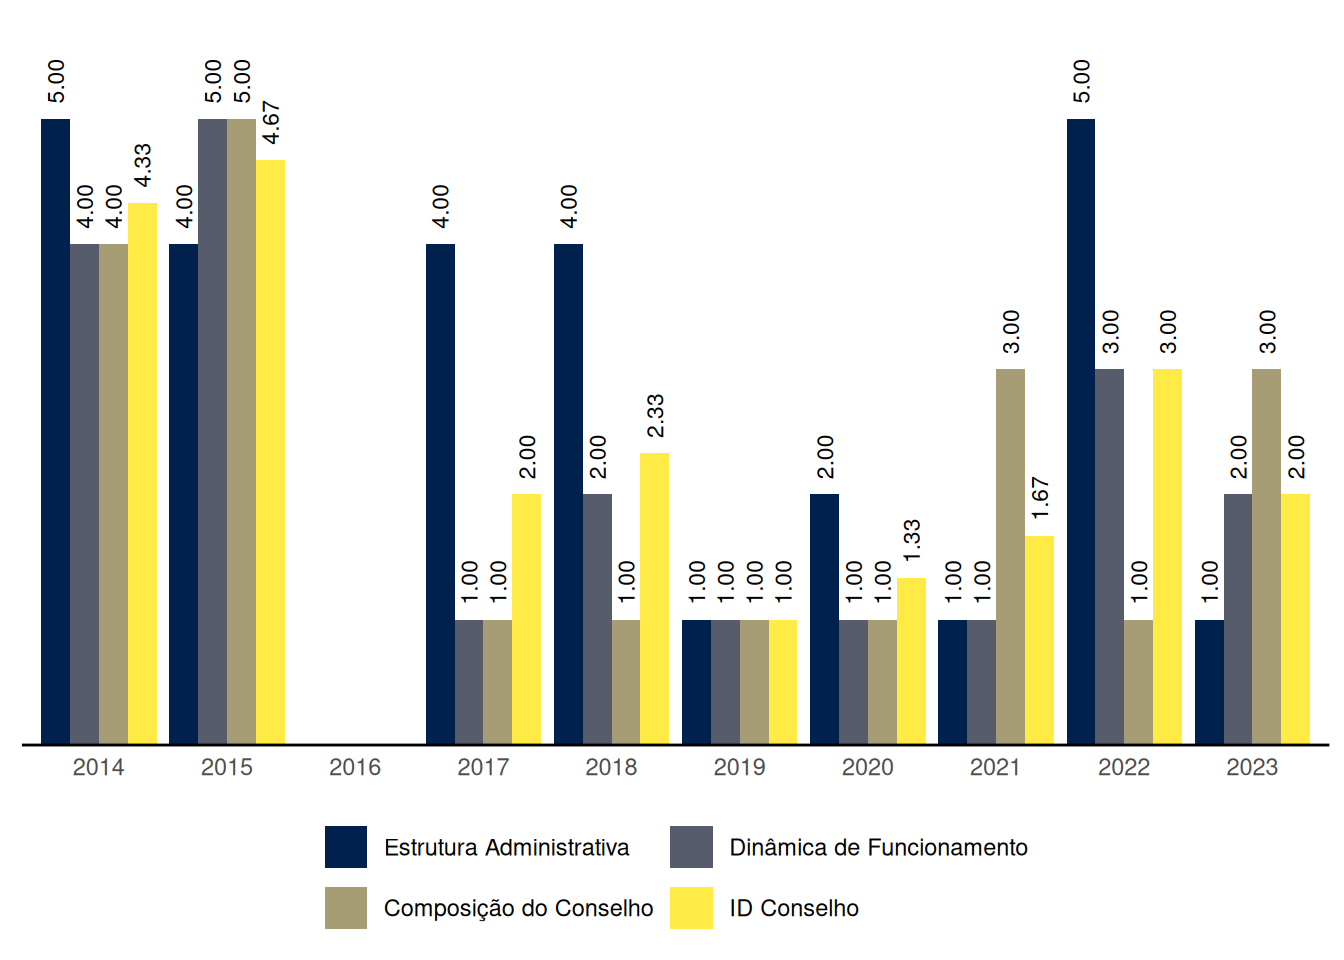 5.00 4.00 4.00 4.33 4.00 5.00 5.00 4.67 4.00 1.00 1.00 2.00 4.00 2.00 1.00 2.33 1.00 1.00 1.00 1.00 2.00 1.00 1.00 1.33 1.00 1.00 3.00 1.67 5.00 3.00 1.00 3.00 1.00 2.00 3.00 2.00
2014 2015 2016 2017 2018 2019 2020 2021 2022 2023
Estrutura Administrativa Dinâmica de Funcionamento
Composição do Conselho ID Conselho